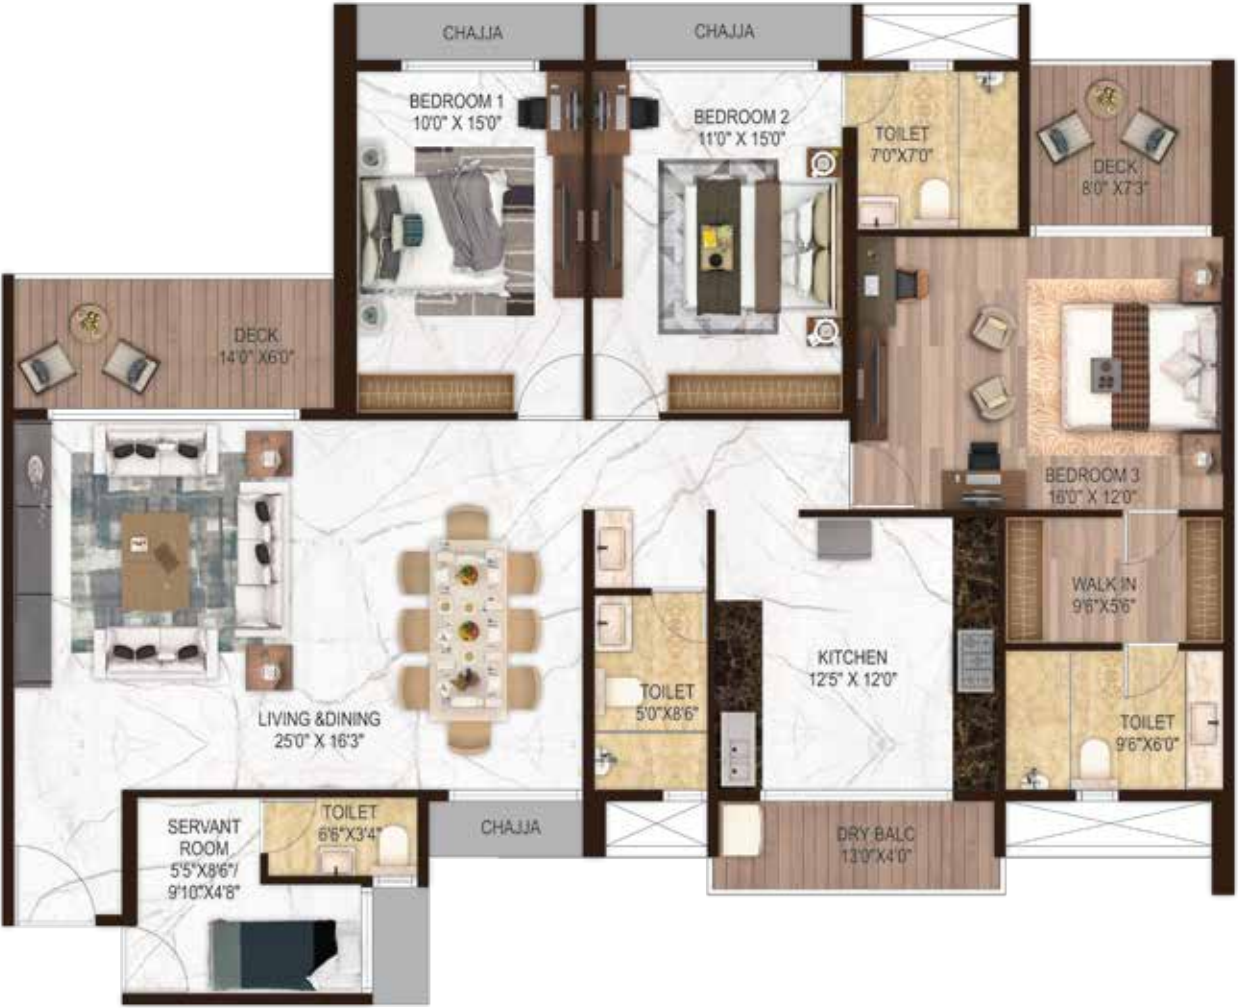 CHAJJA
CHAJJA
BEDROOM 1
10'0" X 15'0"
BEDROOM 2
11'0" X 15'0"
TOILET
7'0"X7'0"
DECK
8'0" X7'3"
DECK
14'0" X6'0"
BEDROOM 3
16'0" X 12'0"
WALK IN
9'6"X5'6"
KITCHEN
12'5" X 12'0"
TOILET
5'0"X8'6"
LIVING &DINING
25'0" X 16'3"
TOILET
9'6"X6'0"
CHAJJA
SERVANT
ROOM
5'5"X8'6"/
9'10"X4'8"
TOILET
6'6"X3'4"
DRY BALC
13'0"X4'0"